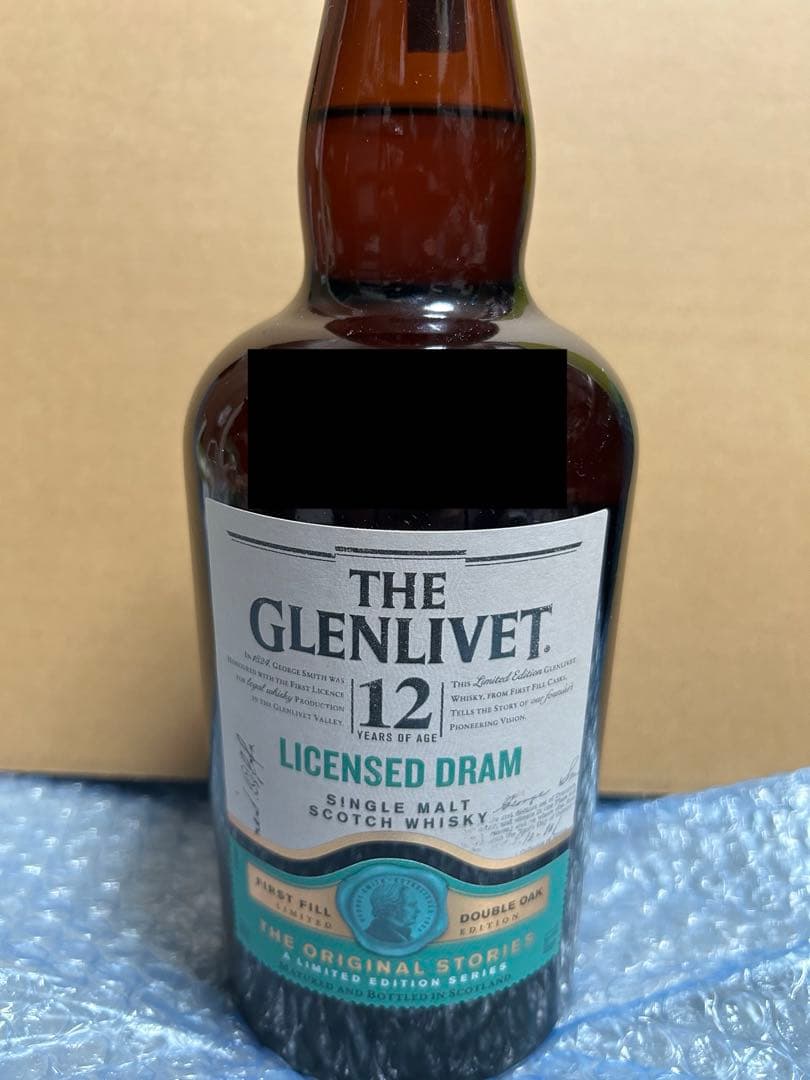 THE
GLENLIVET.
In 1824, George Smith was
honoured with the First Licence
for legal whisky Production
in the Glenlivet Valley.
12
YEARS OF AGE
This Limited Edition Glenlivet
Whisky, from First Fill Casks,
Tells the Story of our founder's
Pioneering Vision.
LICENSED DRAM
SINGLE MALT
SCOTCH WHISKY
George
FIRST FILL
LIMITED
DOUBLE OAK
EDITION
THE ORIGINAL STORIES
A LIMITED EDITION SERIES
Matured and Bottled in Scotland